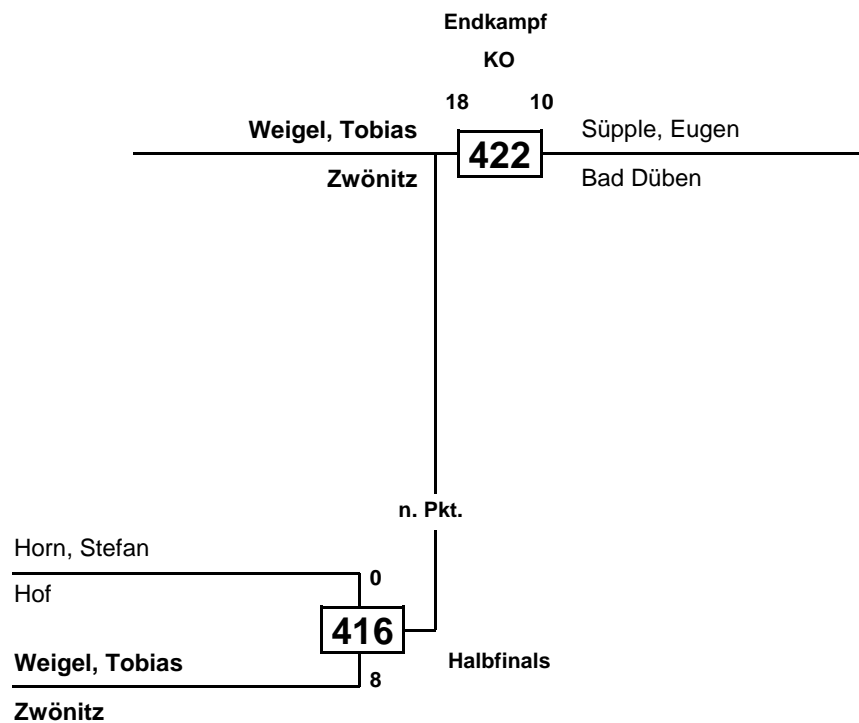 Endkampf
KO
18 10
Weigel, Tobias 422 Süpple, Eugen
Zwönitz Bad Düben
n. Pkt.
Horn, Stefan
0
Hof
416
Weigel, Tobias Halbfinals
8
Zwönitz